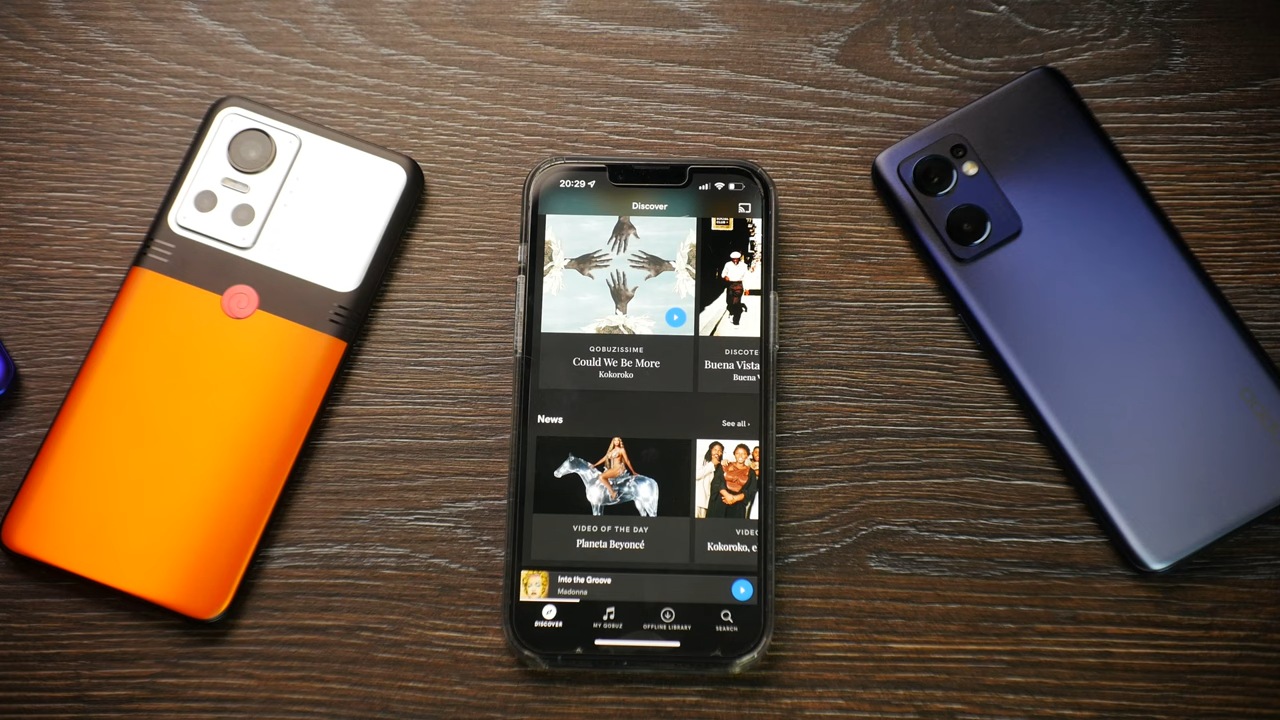 20:29
Discover
QOBUZISSIME
Could We Be More
Kokoroko
DISCOTE
Buena Vista
Buena V
News
See all ›
VIDEO OF THE DAY
Planeta Beyoncé
VIDEO
Kokoroko, e
Into the Groove
Madonna
DISCOVER
MY QOBUZ
OFFLINE LIBRARY
SEARCH